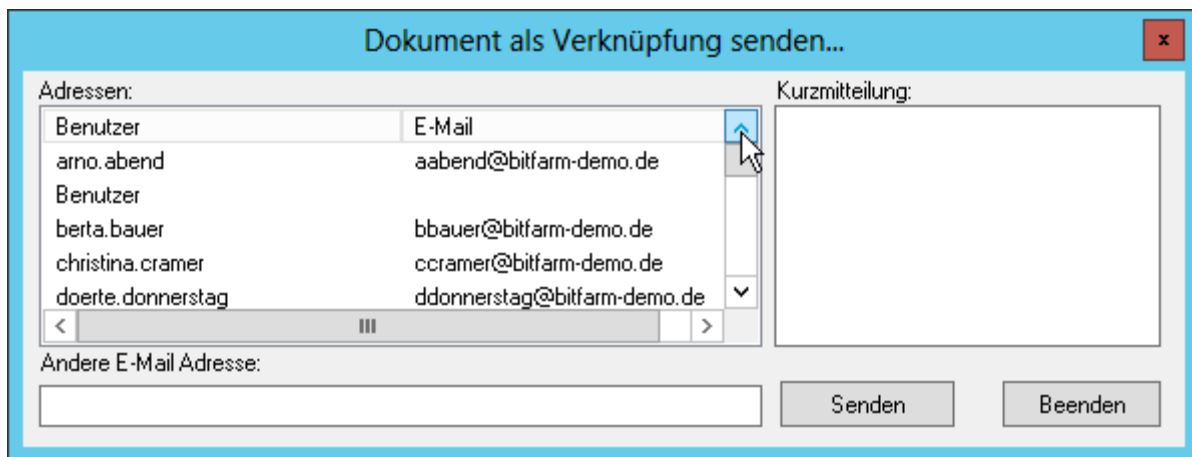 Dokument als Verknüpfung senden...
x
Adressen:
Kurzmitteilung:
Benutzer E-Mail
arno.abend aabend@bitfarm-demo.de
Benutzer
berta.bauer bbauer@bitfarm-demo.de
christina.cramer ccramer@bitfarm-demo.de
doerte.donnerstag ddonnerstag@bitfarm-demo.de
Andere E-Mail Adresse:
Senden Beenden